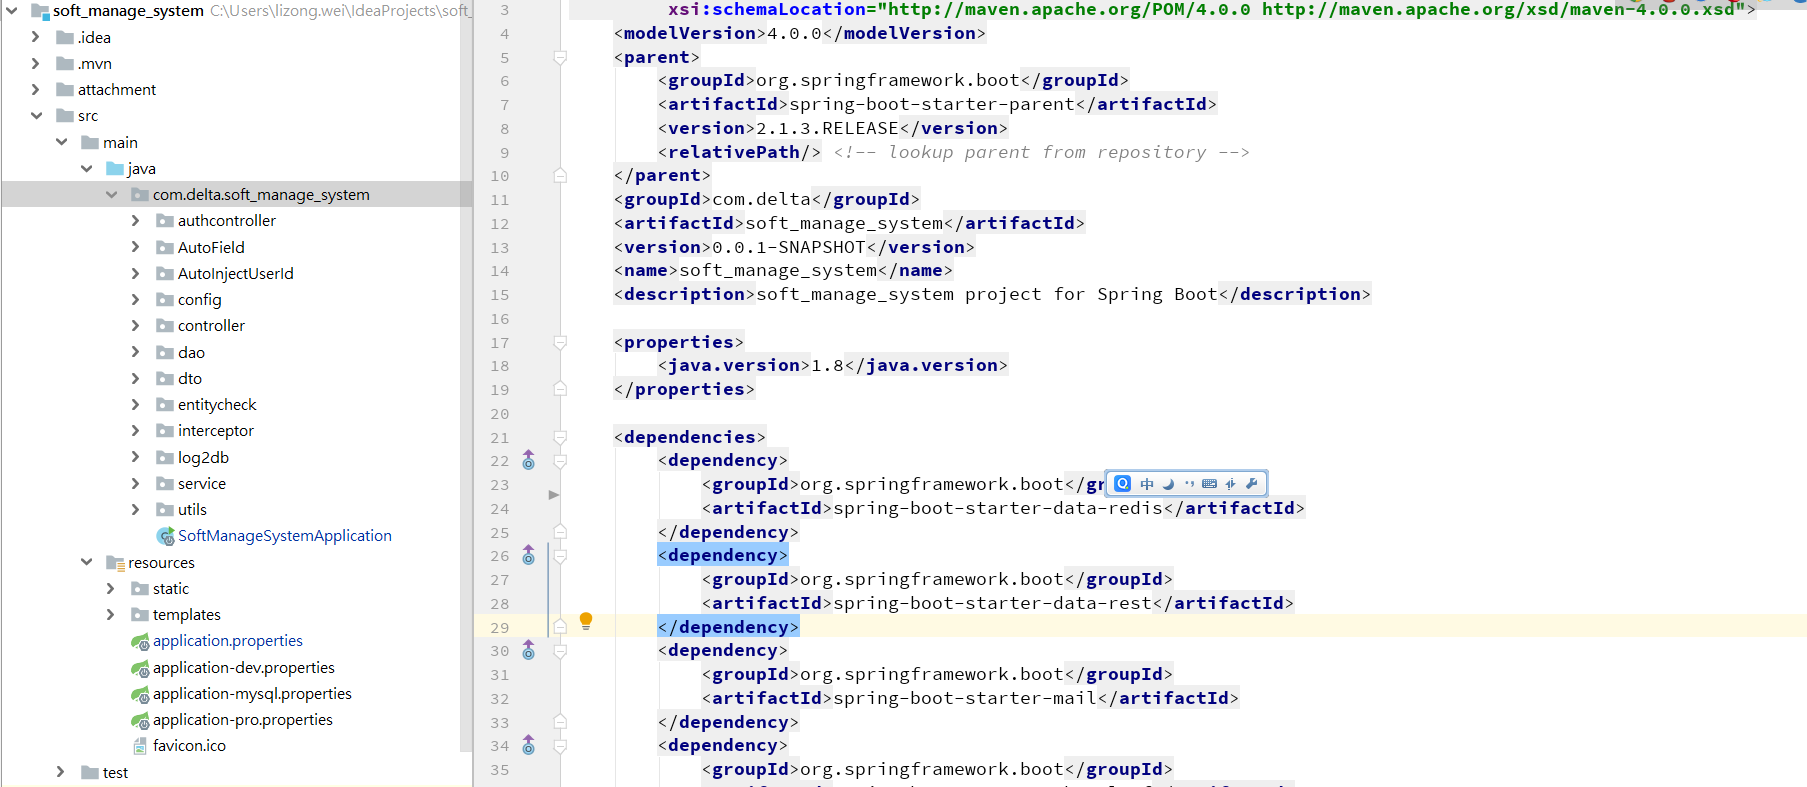 soft_manage_system C:\Users\lizong.wei\IdeaProjects\soft_
.idea
.mvn
attachment
src
main
java
com.delta.soft_manage_system
authcontroller
AutoField
AutoInjectUserId
config
controller
dao
dto
entitycheck
interceptor
log2db
service
utils
SoftManageSystemApplication
resources
static
templates
application.properties
application-dev.properties
application-mysql.properties
application-pro.properties
favicon.ico
test
3 xsi:schemaLocation="http://maven.apache.org/POM/4.0.0 http://maven.apache.org/xsd/maven-4.0.0.xsd">
4 <modelVersion>4.0.0</modelVersion>
5 <parent>
6 <groupId>org.springframework.boot</groupId>
7 <artifactId>spring-boot-starter-parent</artifactId>
8 <version>2.1.3.RELEASE</version>
9 <relativePath/> <!-- lookup parent from repository -->
10 </parent>
11 <groupId>com.delta</groupId>
12 <artifactId>soft_manage_system</artifactId>
13 <version>0.0.1-SNAPSHOT</version>
14 <name>soft_manage_system</name>
15 <description>soft_manage_system project for Spring Boot</description>
16
17 <properties>
18 <java.version>1.8</java.version>
19 </properties>
20
21 <dependencies>
22 <dependency>
23 <groupId>org.springframework.boot</gr 中
24 <artifactId>spring-boot-starter-data-redis</artifactId>
25 </dependency>
26 <dependency>
27 <groupId>org.springframework.boot</groupId>
28 <artifactId>spring-boot-starter-data-rest</artifactId>
29 </dependency>
30 <dependency>
31 <groupId>org.springframework.boot</groupId>
32 <artifactId>spring-boot-starter-mail</artifactId>
33 </dependency>
34 <dependency>
35 <groupId>org.springframework.boot</groupId>